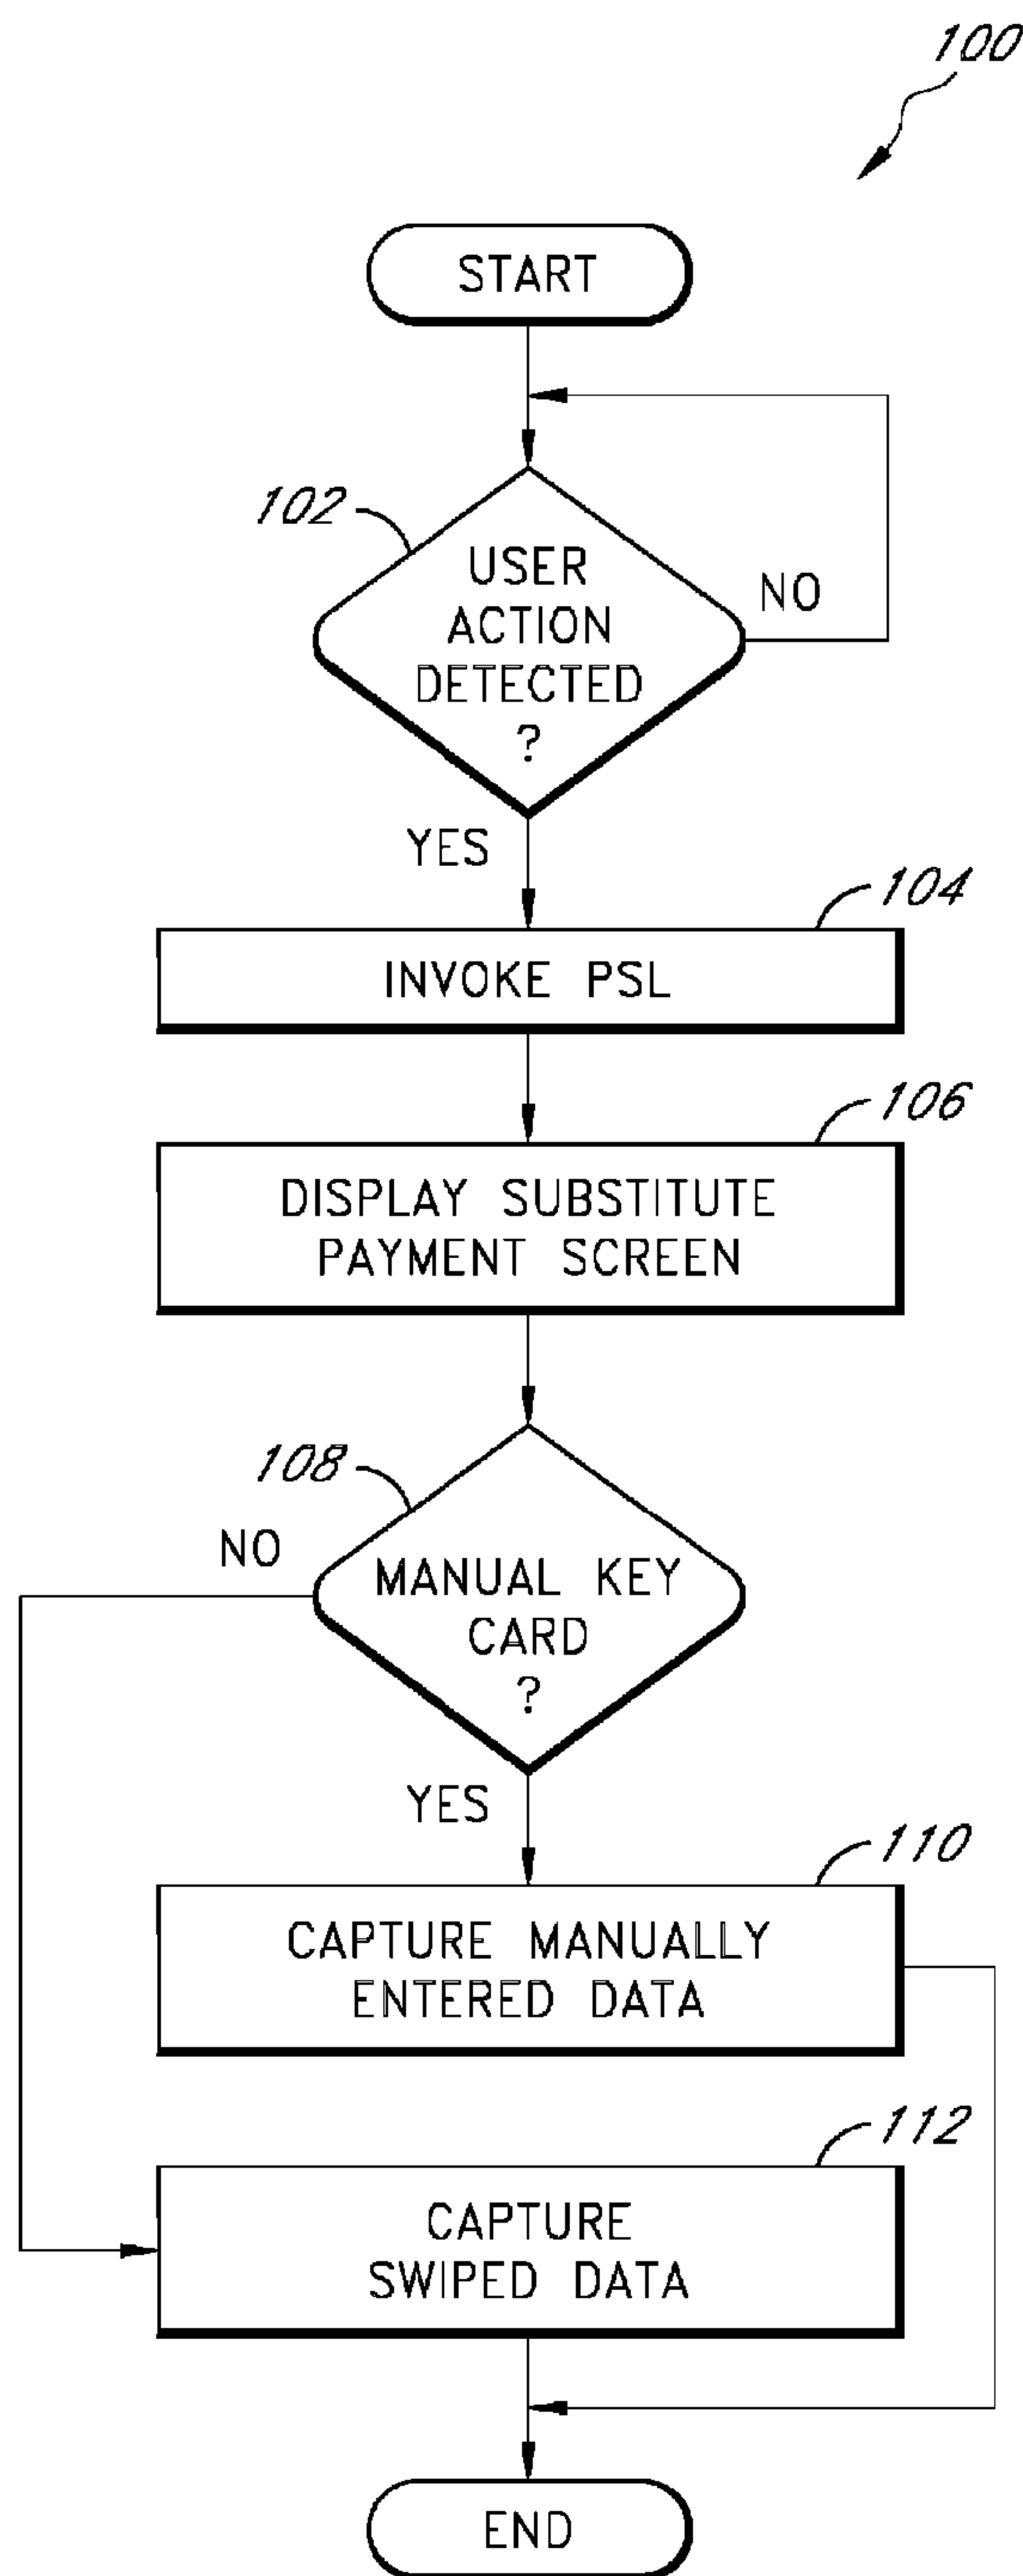 100
START
102
USER
ACTION
DETECTED
?
NO
YES
104
INVOKE PSL
106
DISPLAY SUBSTITUTE
PAYMENT SCREEN
108
NO
MANUAL KEY
CARD
?
YES
110
CAPTURE MANUALLY
ENTERED DATA
112
CAPTURE
SWIPED DATA
END